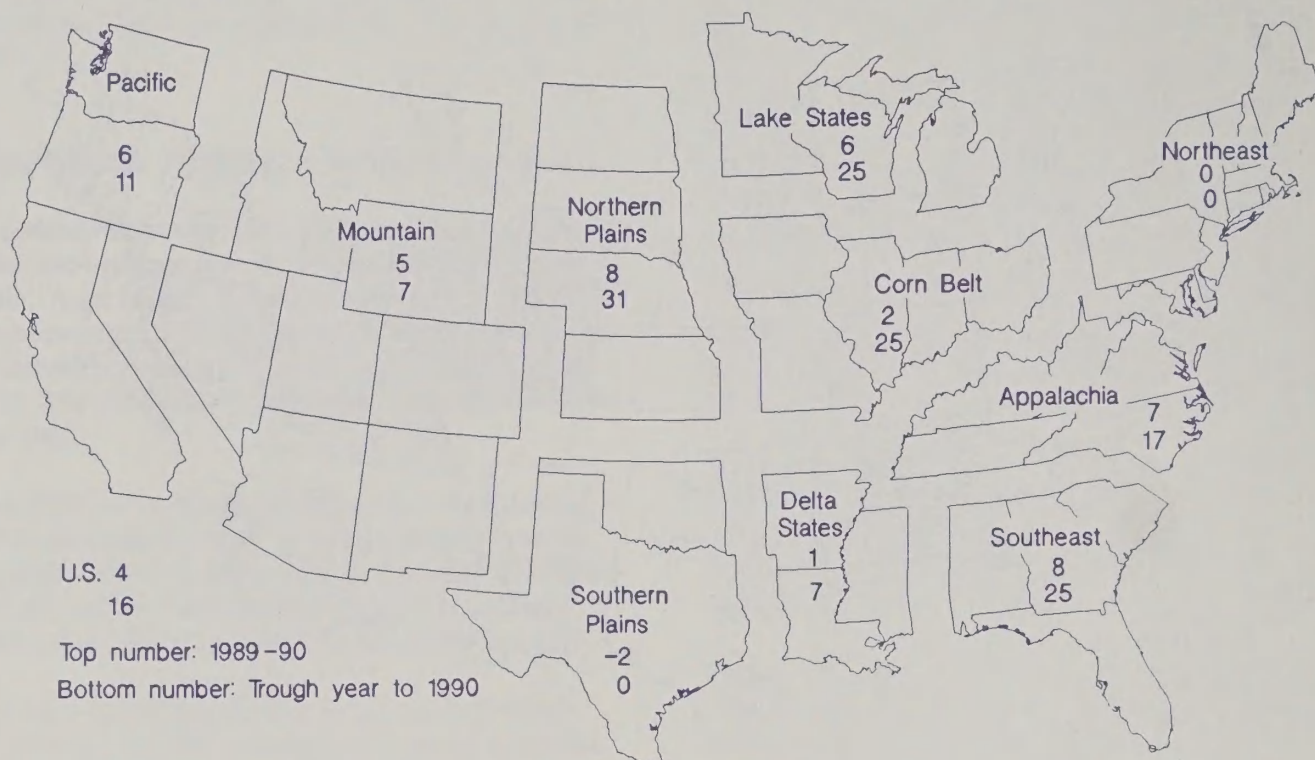 Pacific
6
11
Mountain
5
7
Northern
Plains
8
31
Lake States
6
25
Corn Belt
2
25
Northeast
0
0
Appalachia
7
17
Delta
States
1
7
Southeast
8
25
Southern
Plains
-2
0
U.S. 4
16
Top number: 1989-90
Bottom number: Trough year to 1990